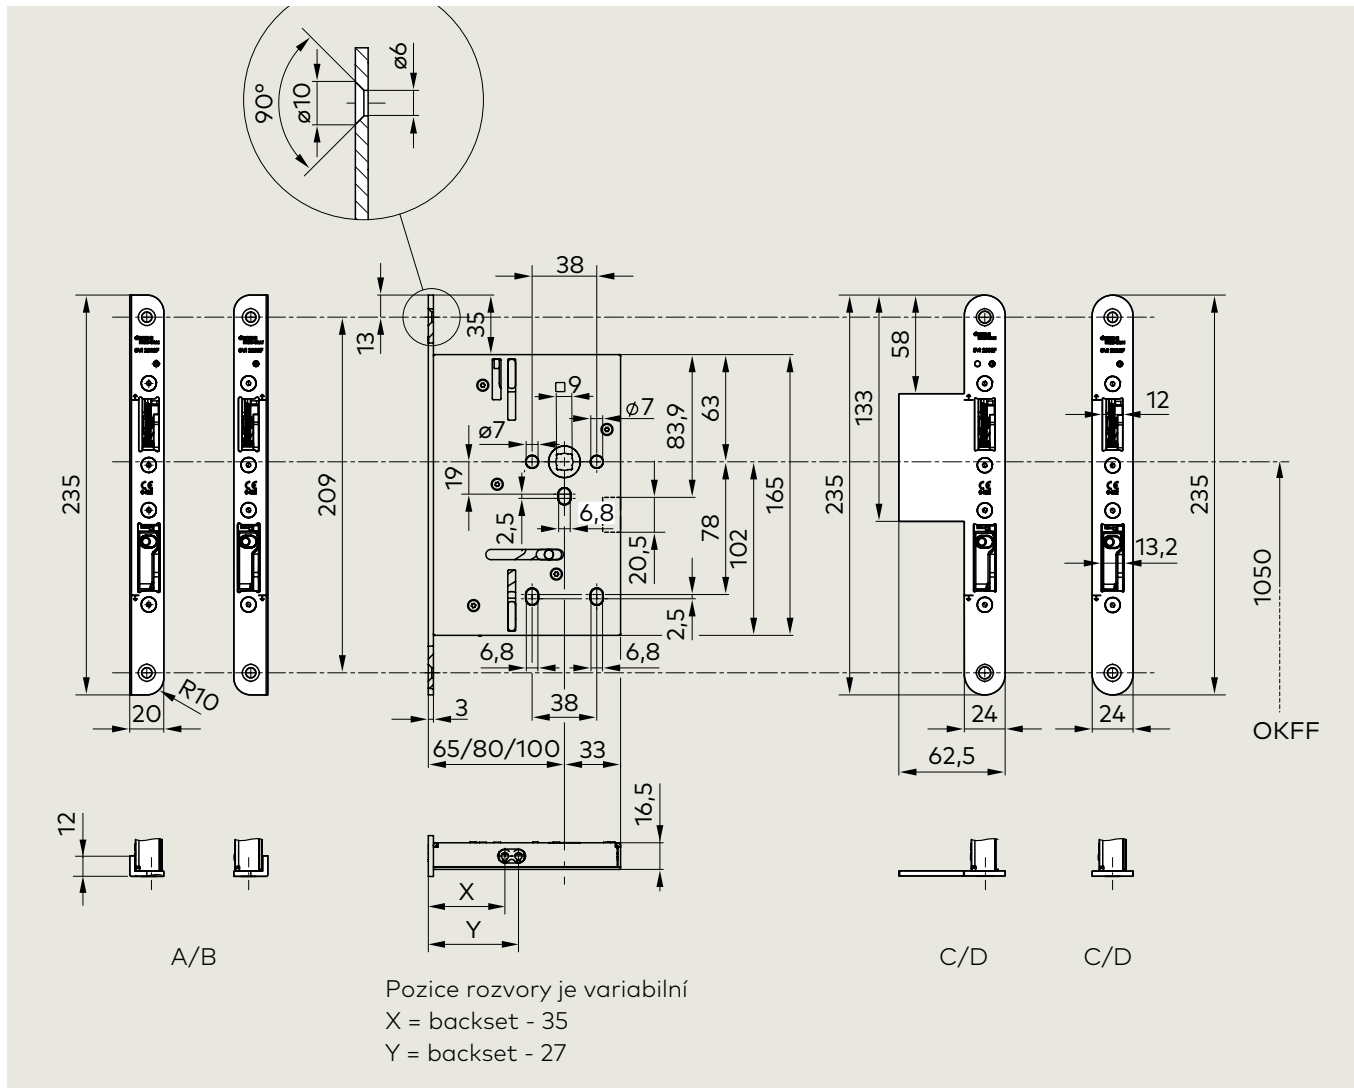 90°
ø10
ø6
38
13
35
□9
ø7
ø7
83,9
63
58
133
12
235
209
19
2,5
6,8
20,5
78
102
165
235
235
13,2
1050
2,5
6,8
6,8
R10
20
3
38
24
24
OKFF
65/80/100
33
62,5
12
16,5
X
Y
A/B
C/D
C/D
Pozice rozvory je variabilní
X = backset - 35
Y = backset - 27